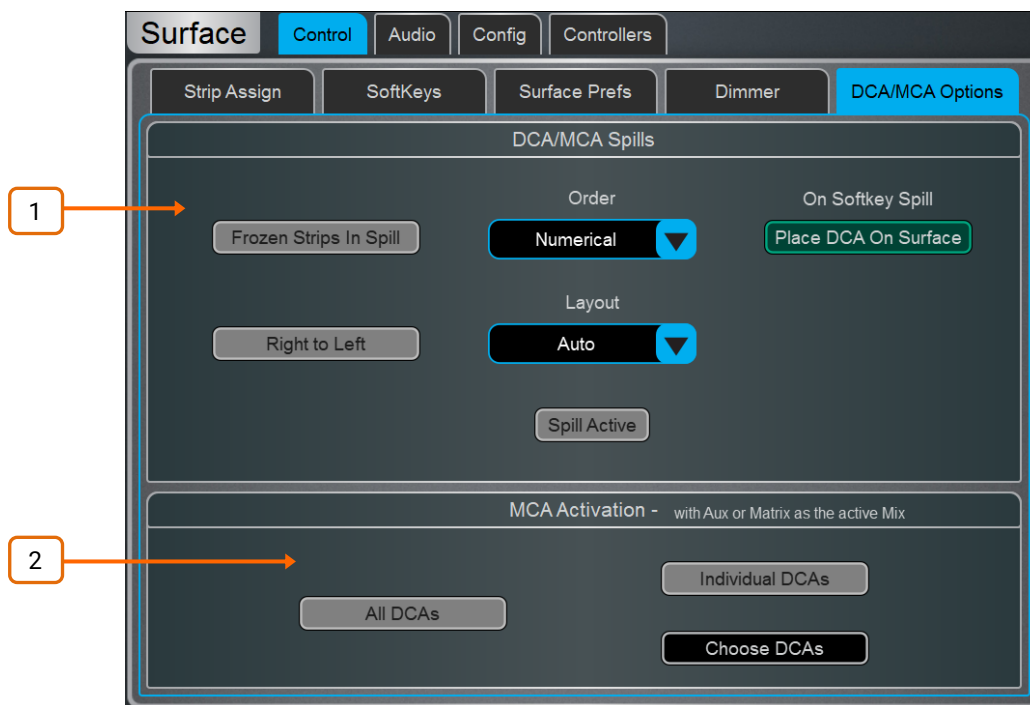 Surface Control Audio Config Controllers
Strip Assign SoftKeys Surface Prefs Dimmer DCA/MCA Options
DCA/MCA Spills
1
Order On Softkey Spill
Frozen Strips In Spill Numerical Place DCA On Surface
Layout
Right to Left Auto
Spill Active
MCA Activation - with Aux or Matrix as the active Mix
2
Individual DCAs
All DCAs
Choose DCAs